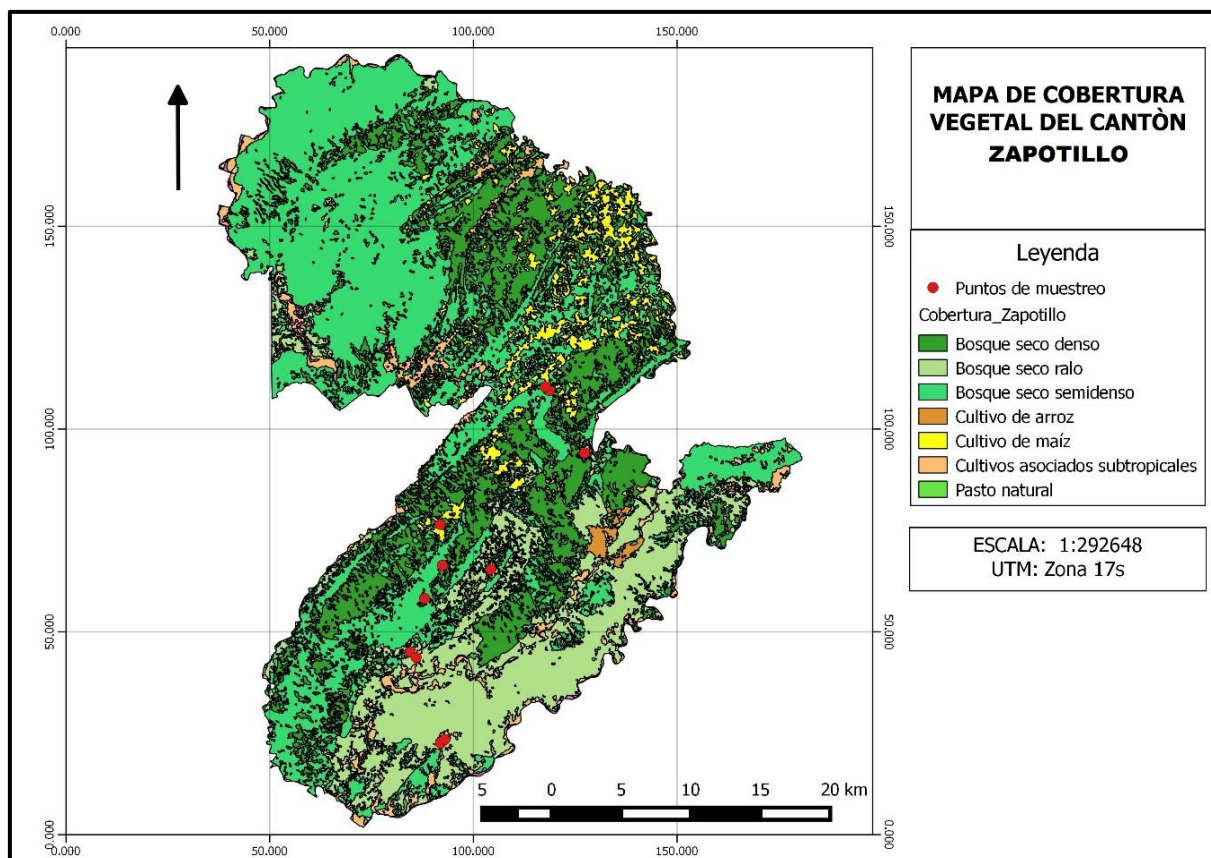 0.000
50.000
100.000
150.000
MAPA DE COBERTURA
VEGETAL DEL CANTÒN
ZAPOTILLO
150.000
150.000
Leyenda
Puntos de muestreo
Cobertura_Zapotillo
Bosque seco denso
Bosque seco ralo
Bosque seco semidenso
Cultivo de arroz
Cultivo de maíz
Cultivos asociados subtropicales
Pasto natural
100.000
100.000
ESCALA: 1:292648
UTM: Zona 17s
50.000
50.000
5 0 5 10 15 20 km
0.000
0.000
0.000
50.000
100.000
150.000